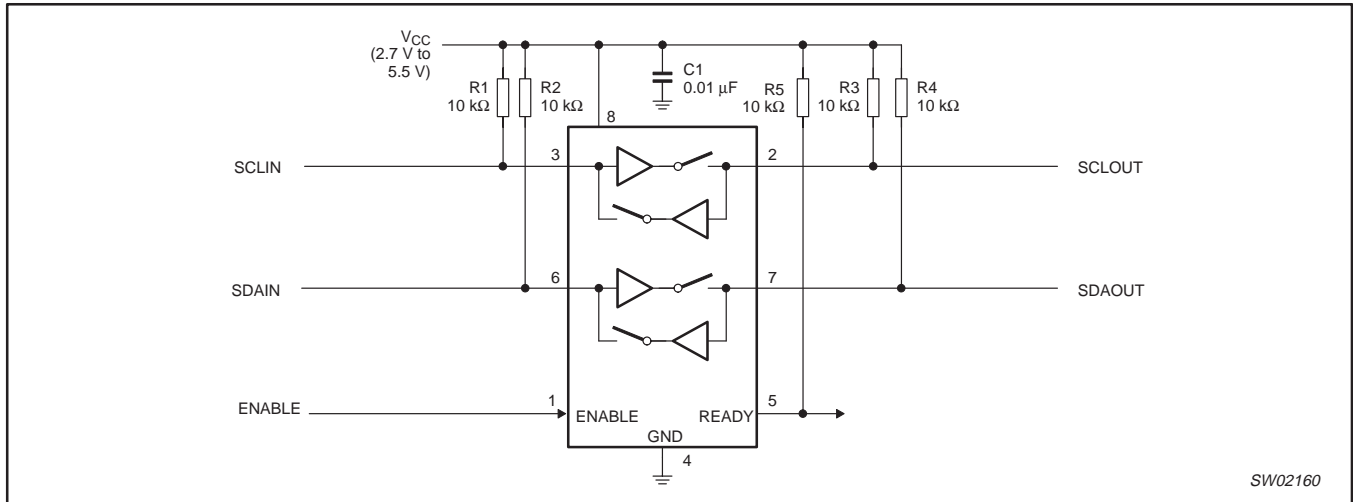 VCC
(2.7 V to
5.5 V)
R1
10 kΩ
R2
10 kΩ
C1
0.01 μF
R5
10 kΩ
R3
10 kΩ
R4
10 kΩ
8
SCLIN
3
2
SCLOUT
SDAIN
6
7
SDAOUT
ENABLE
1
ENABLE
READY
5
GND
4
SW02160